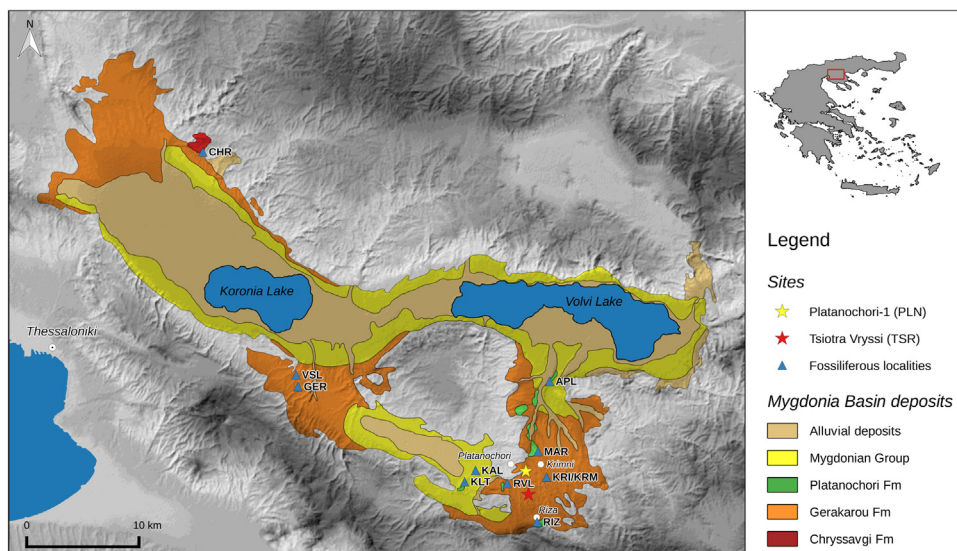 N
CHR
Koronia Lake
Volvi Lake
Thessaloniki
VSL
GER
APL
Platanochori
MAR
Krimni
KAL
KRI/KRM
KLT
RVL
Riza
RIZ
0
10 km
Legend
Sites
Platanochori-1 (PLN)
Tsiotra Vryssi (TSR)
Fossiliferous localities
Mygdonia Basin deposits
Alluvial deposits
Mygdonian Group
Platanochori Fm
Gerakarou Fm
Chryssavgi Fm